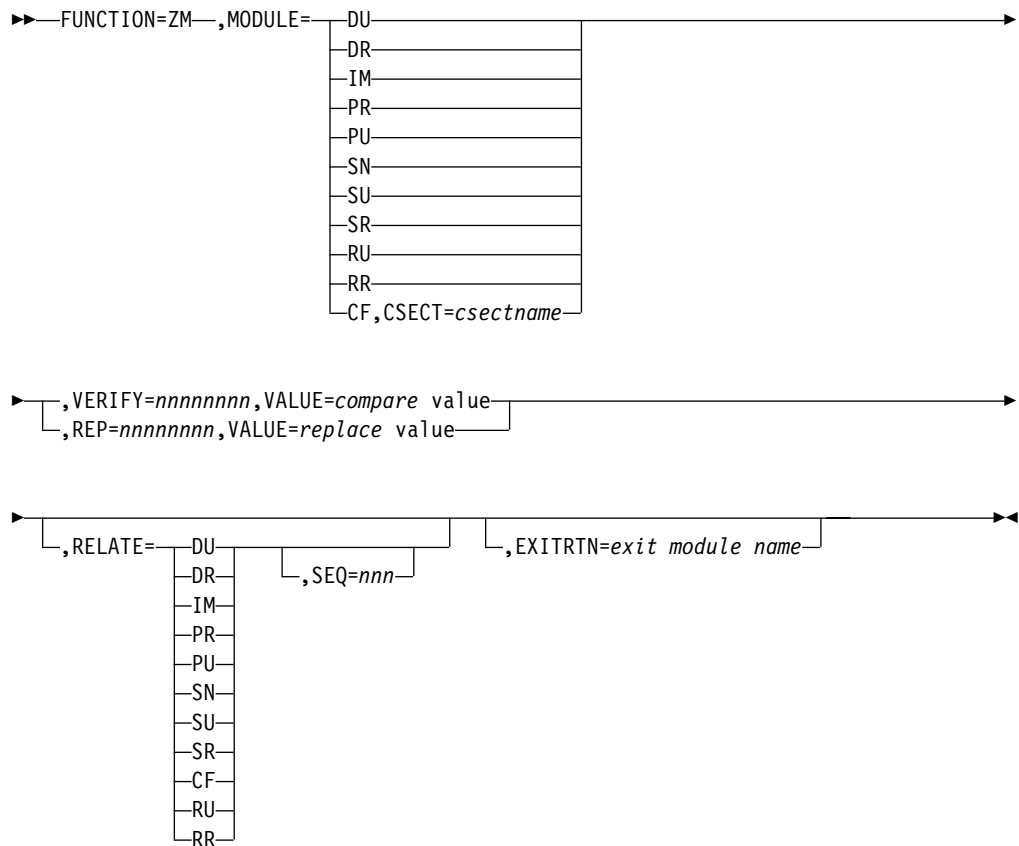 FUNCTION=ZM ,MODULE= DU
DR
IM
PR
PU
SN
SU
SR
RU
RR
CF,CSECT=csectname
,VERIFY=nnnnnnnn,VALUE=compare value
,REP=nnnnnnnn,VALUE=replace value
,RELATE= DU ,SEQ=nnn ,EXITRTN=exit module name
DR
IM
PR
PU
SN
SU
SR
CF
RU
RR